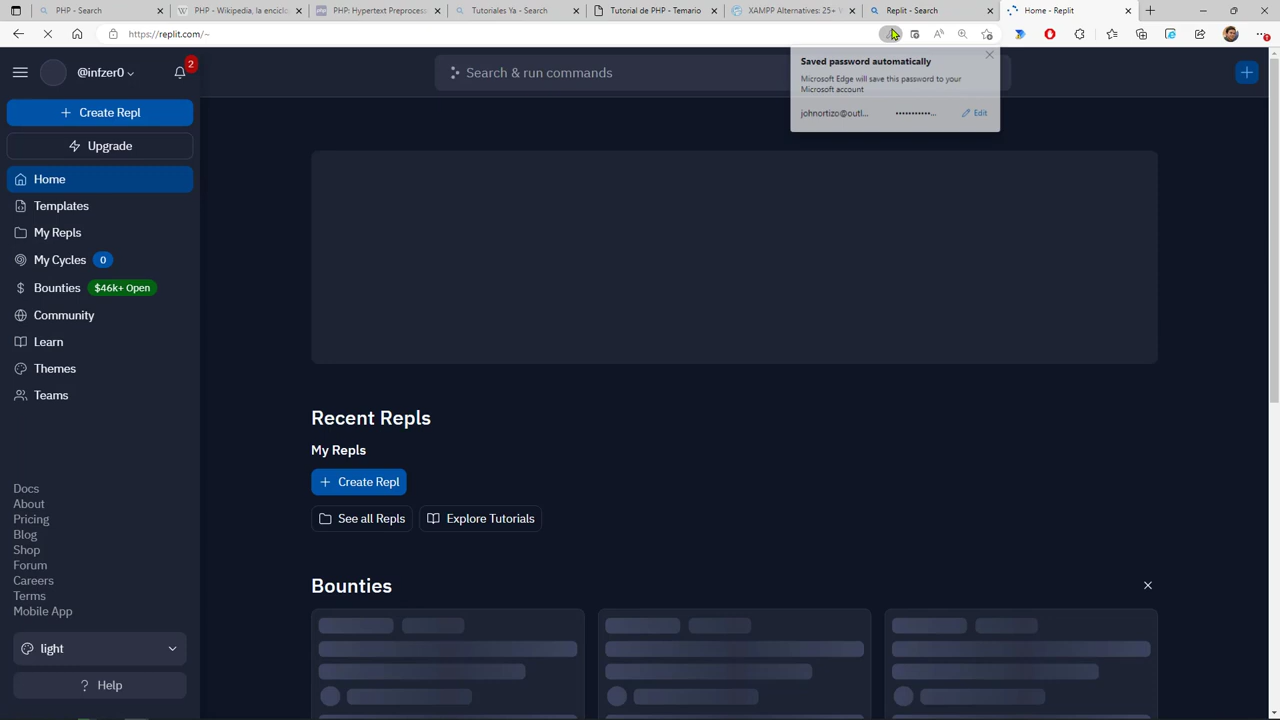 PHP - Search
PHP - Wikipedia, la encicl
PHP: Hypertext Preprocess
Tutoriales Ya - Search
Tutorial de PHP - Temario
XAMPP Alternatives: 25+ Y
Replit - Search
Home - Replit
https://replit.com/~
@infzer0
2
Search & run commands
Saved password automatically
Microsoft Edge will save this password to your
Microsoft account
johnortizo@outl...
Edit
Create Repl
Upgrade
Home
Templates
My Repls
My Cycles 0
$ Bounties $46k+ Open
Community
Learn
Themes
Teams
Recent Repls
My Repls
+ Create Repl
See all Repls
Explore Tutorials
Bounties
Docs
About
Pricing
Blog
Shop
Forum
Careers
Terms
Mobile App
light
? Help